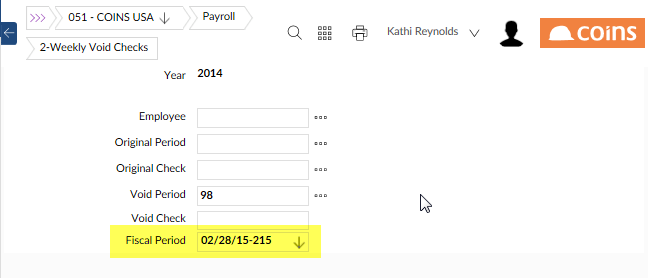 >>> 051 - COINS USA ↓ Payroll
Kathi Reynolds
COINS
2-Weekly Void Checks
Year 2014
Employee
Original Period
Original Check
Void Period 98
Void Check
Fiscal Period 02/28/15-215